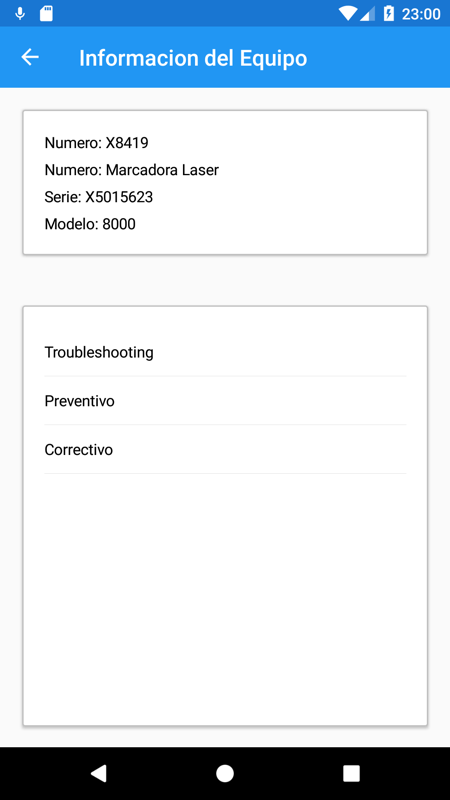 23:00
Informacion del Equipo
Numero: X8419
Numero: Marcadora Laser
Serie: X5015623
Modelo: 8000
Troubleshooting
Preventivo
Correctivo